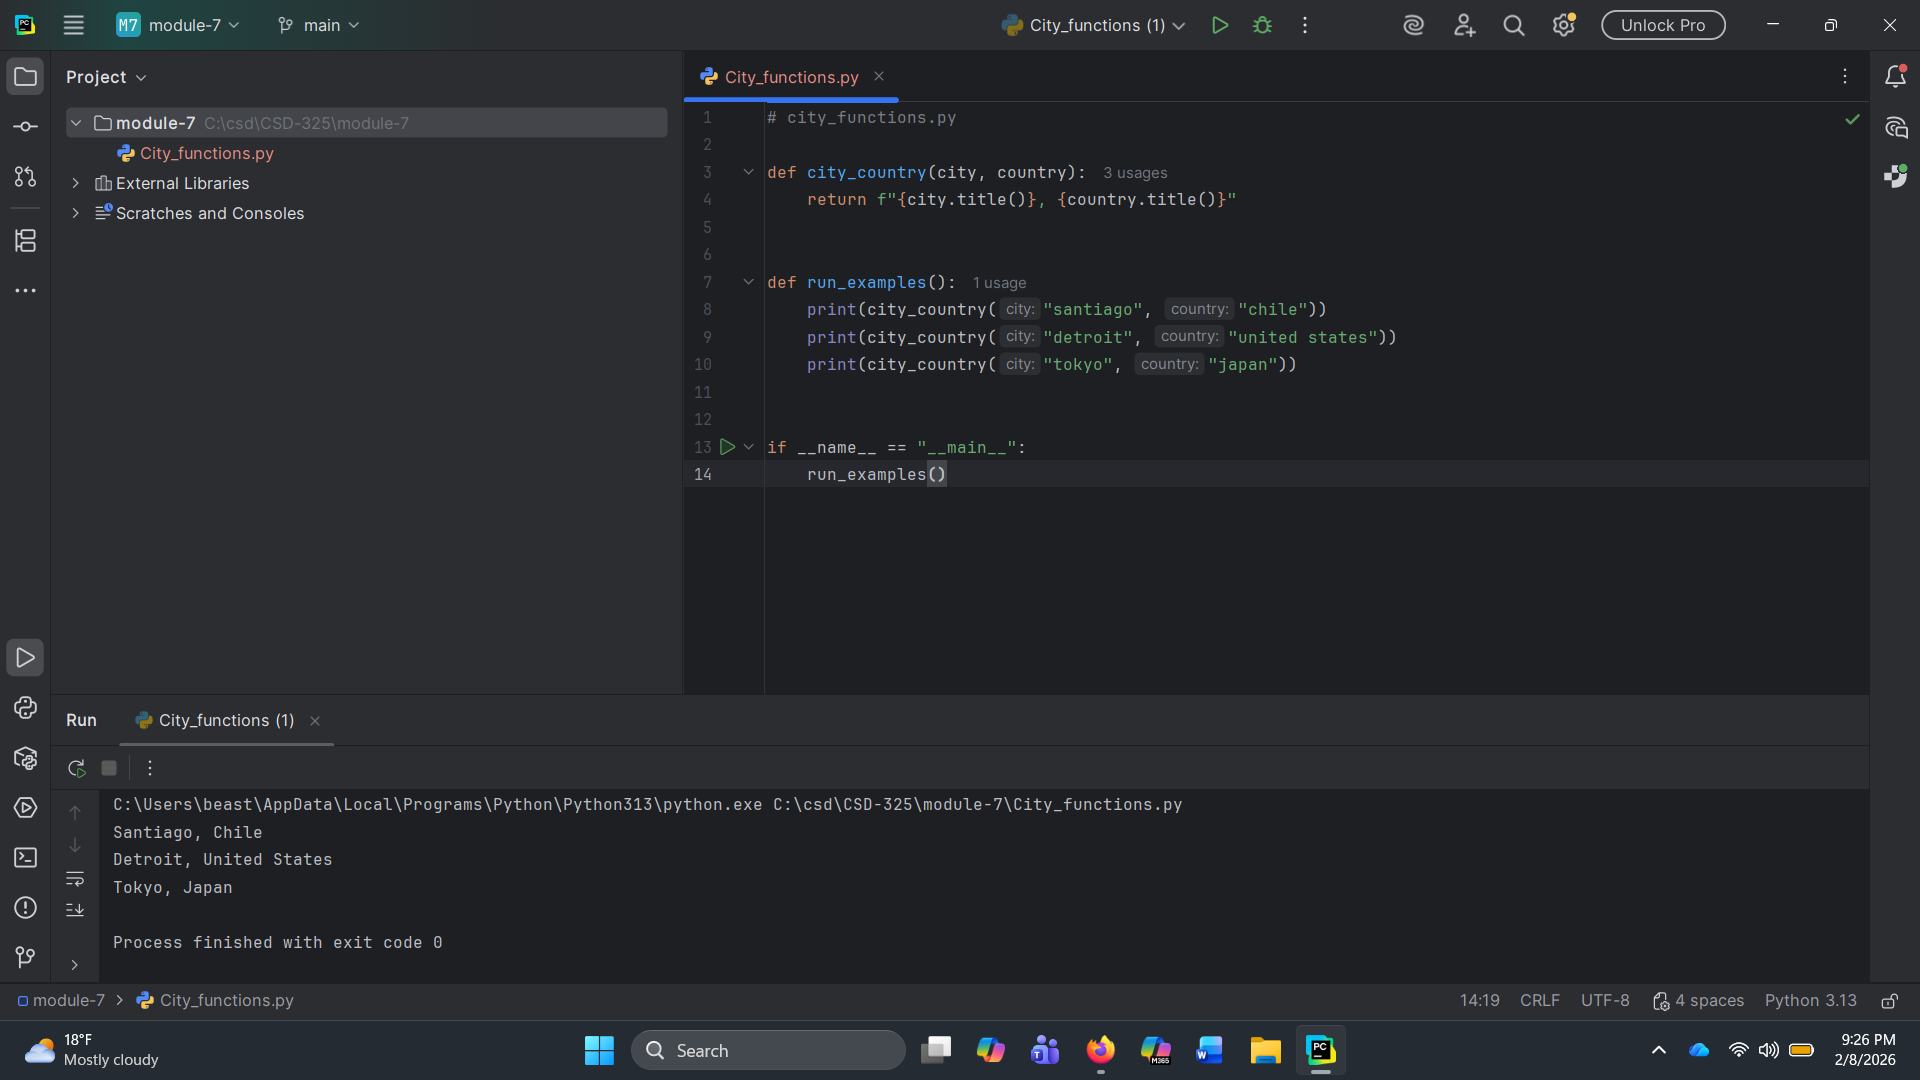 PC
M7 module-7
main
City_functions (1)
Unlock Pro
Project
City_functions.py
module-7 C:\csd\CSD-325\module-7
City_functions.py
External Libraries
Scratches and Consoles
1 # city_functions.py
2
3 def city_country(city, country): 3 usages
4 return f"{city.title()}, {country.title()}"
5
6
7 def run_examples(): 1 usage
8 print(city_country( city: "santiago", country: "chile"))
9 print(city_country( city: "detroit", country: "united states"))
10 print(city_country( city: "tokyo", country: "japan"))
11
12
13 if __name__ == "__main__":
14 run_examples()
Run City_functions (1)
C:\Users\beast\AppData\Local\Programs\Python\Python313\python.exe C:\csd\CSD-325\module-7\City_functions.py
Santiago, Chile
Detroit, United States
Tokyo, Japan
Process finished with exit code 0
module-7 > City_functions.py
14:19 CRLF UTF-8 4 spaces Python 3.13
18°F
Mostly cloudy
Search
T
M365
W
PC
9:26 PM
2/8/2026